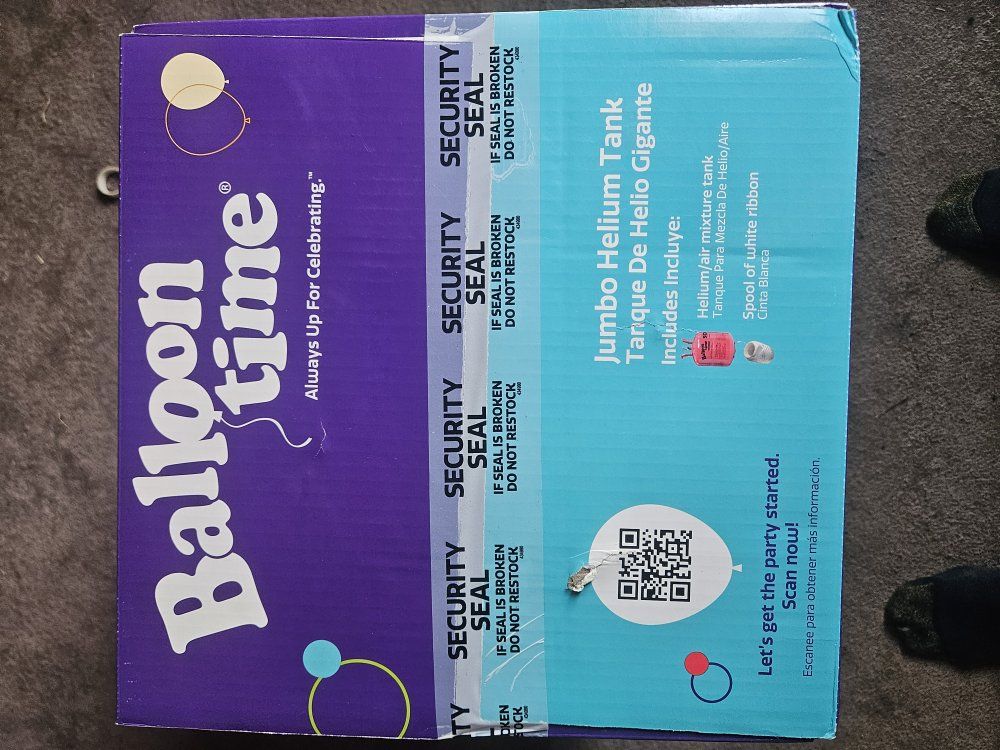 Balloon
time®
Always Up For Celebrating.™
SECURITY
SEAL
IF SEAL IS BROKEN
DO NOT RESTOCK
SECURITY
SEAL
IF SEAL IS BROKEN
DO NOT RESTOCK
SECURITY
SEAL
IF SEAL IS BROKEN
DO NOT RESTOCK
SECURITY
SEAL
IF SEAL IS BROKEN
DO NOT RESTOCK
TY
KEN
TOCK
Jumbo Helium Tank
Tanque De Helio Gigante
Includes Incluye:
Helium/air mixture tank
Tanque Para Mezcla De Helio/Aire
Spool of white ribbon
Cinta Blanca
Let's get the party started.
Scan now!
Escanee para obtener más información.